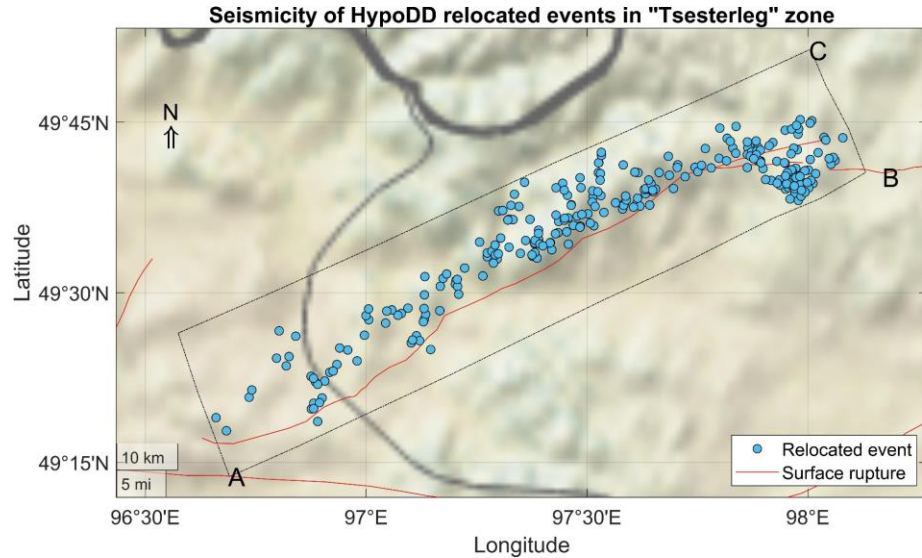 Seismicity of HypoDD relocated events in "Tsesterleg" zone
C
N
⇑
49°45'N
B
Latitude
49°30'N
49°15'N
10 km
5 mi
A
Relocated event
Surface rupture
96°30'E
97°E
97°30'E
98°E
Longitude